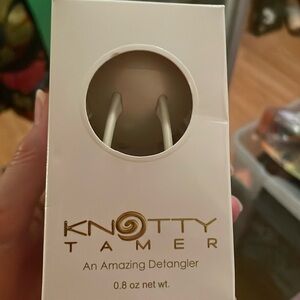 KNOTTY
TAMER
An Amazing Detangler
0.8 oz net wt.